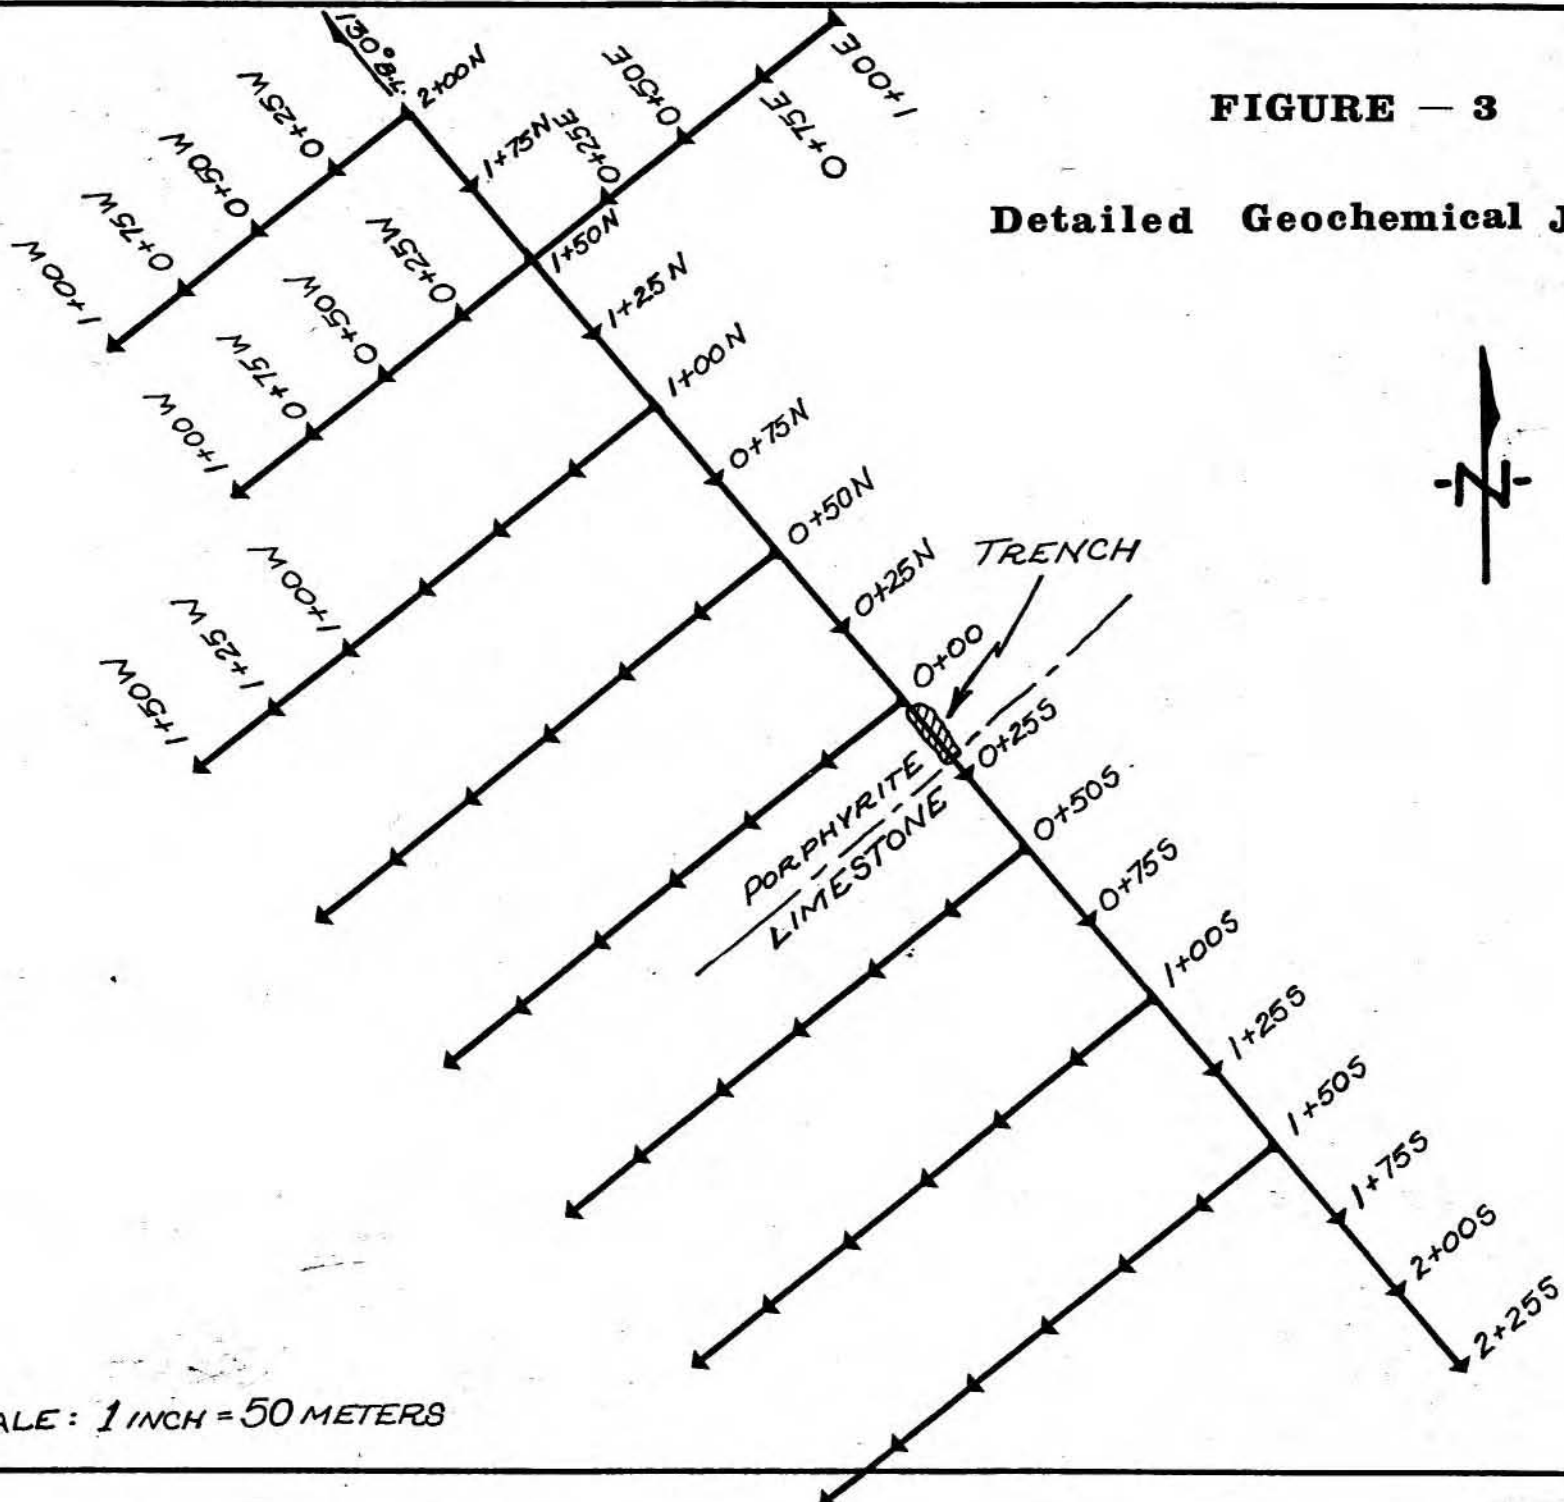 FIGURE — 3
Detailed Geochemical
130° B.T.
2+00N
1+75N
1+50N
1+25N
1+00N
0+75N
0+50N
0+25N
0+00
0+25S
0+50S
0+75S
1+00S
1+25S
1+50S
1+75S
2+00S
2+25S
0+25W
0+50W
0+75W
1+00W
0+25E
0+50E
0+75E
1+00E
0+25W
0+50W
0+75W
1+00W
1+00W
1+25W
1+50W
N
TRENCH
PORPHYRITE
LIMESTONE
ALE: 1 INCH = 50 METERS